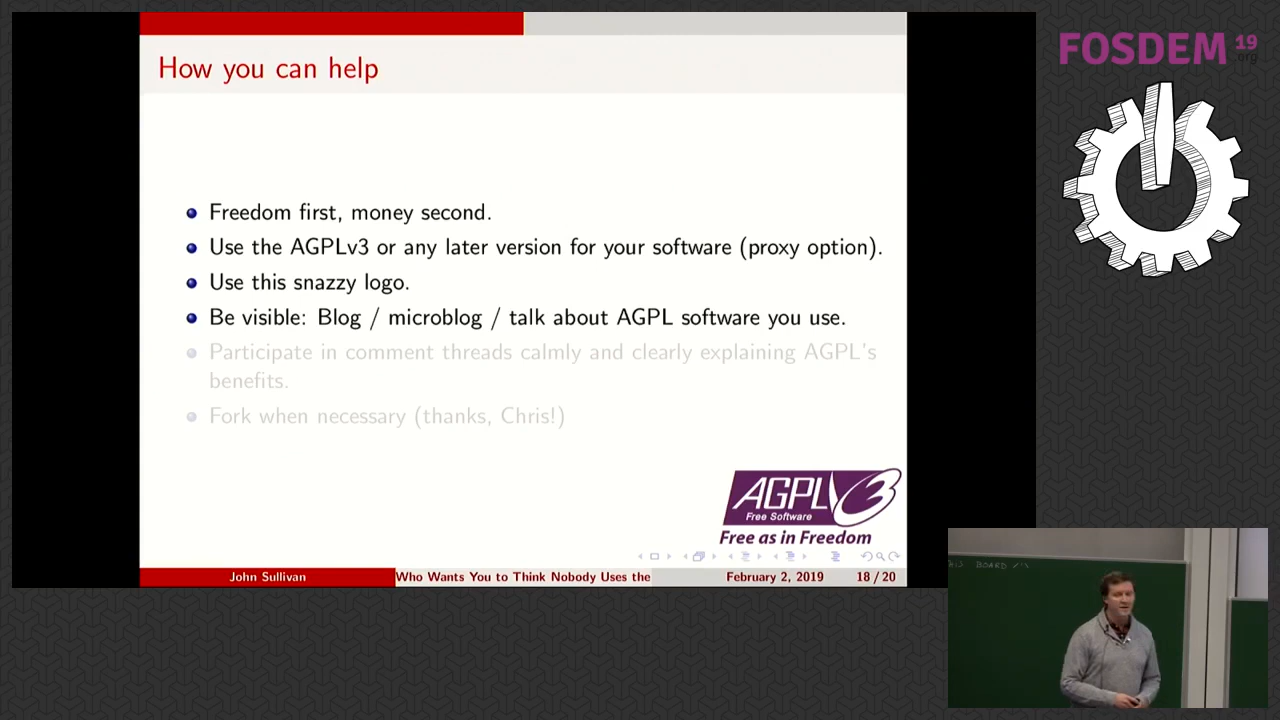 FOSDEM 19
.org
How you can help
Freedom first, money second.
Use the AGPLv3 or any later version for your software (proxy option).
Use this snazzy logo.
Be visible: Blog / microblog / talk about AGPL software you use.
Participate in comment threads calmly and clearly explaining AGPL's
benefits.
Fork when necessary (thanks, Chris!)
AGPLv3
Free Software
Free as in Freedom
John Sullivan Who Wants You to Think Nobody Uses the February 2, 2019 18 / 20
BOARD